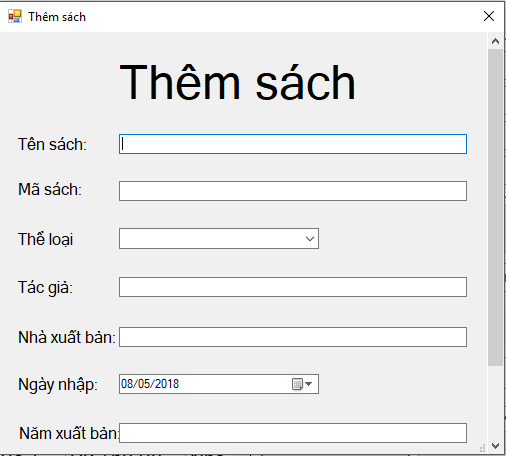 Thêm sách
Thêm sách
Tên sách:
Mã sách:
Thể loại
Tác giả:
Nhà xuất bản:
Ngày nhập: 08/05/2018
Năm xuất bản: